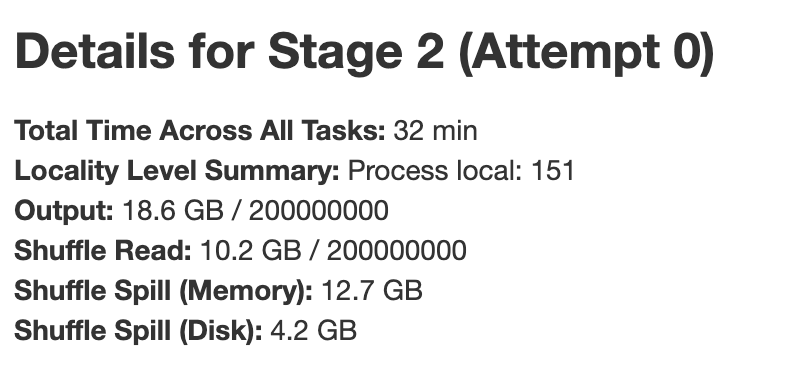 Details for Stage 2 (Attempt 0)
Total Time Across All Tasks: 32 min
Locality Level Summary: Process local: 151
Output: 18.6 GB / 200000000
Shuffle Read: 10.2 GB / 200000000
Shuffle Spill (Memory): 12.7 GB
Shuffle Spill (Disk): 4.2 GB